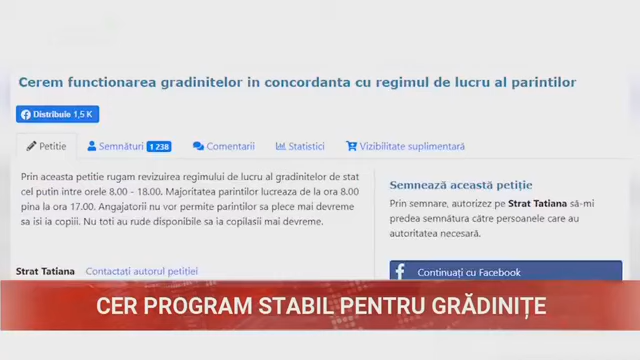 Cerem functionarea gradinitelor in concordanta cu regimul de lucru al parintilor
Distribuie 1,5 K
Petitie Semnături 1 238 Comentarii Statistici Vizibilitate suplimentară
Prin aceasta petitie rugam revizuirea regimului de lucru al gradinitelor de stat
cel putin intre orele 8.00 - 18.00. Majoritatea parintilor lucreaza de la ora 8.00
pina la ora 17.00. Angajatorii nu vor permite parintilor sa plece mai devreme
sa isi ia copiii. Nu toti au rude disponibile sa ia copilasii mai devreme.
Strat Tatiana Contactați autorul petiției
Semnează această petiție
Prin semnare, autorizez pe Strat Tatiana să-mi
predea semnătura către persoanele care au
autoritatea necesară.
Continuați cu Facebook
CER PROGRAM STABIL PENTRU GRĂDINIȚE